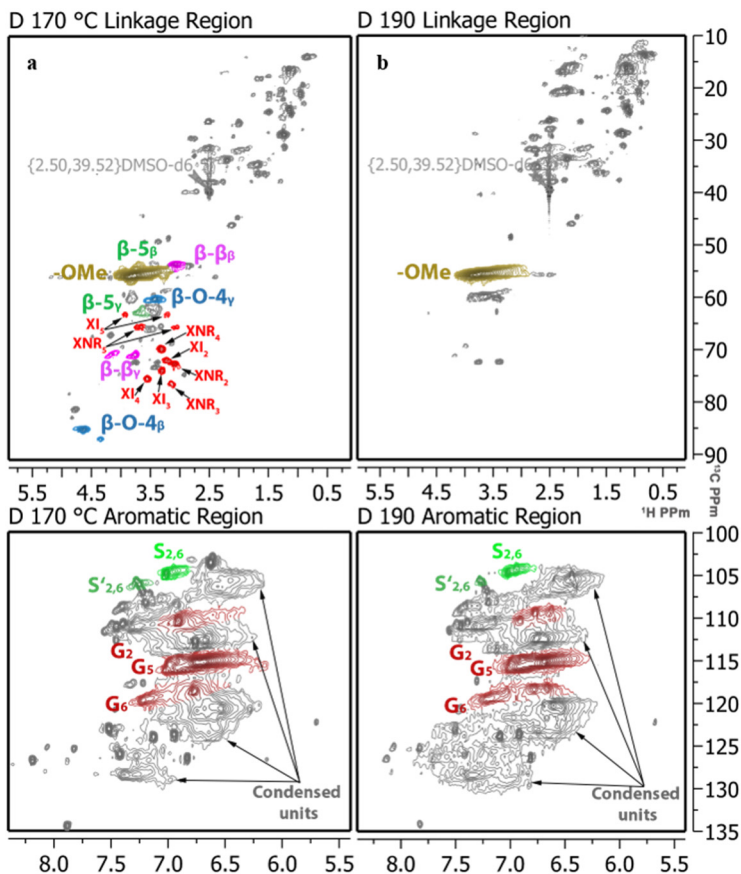 D 170 °C Linkage Region
D 190 Linkage Region
a
b
10
20
30
40
50
60
70
80
90
{2.50,39.52}DMSO-d6
{2.50,39.52}DMSO-d6
β-5β
β-ββ
-OMe
-OMe
β-5γ
β-O-4γ
XI5
XNR5
XNR4
XI2
β-βγ
XNR2
XI4
XI3
XNR3
β-O-4β
5.5 4.5 3.5 2.5 1.5 0.5
5.5 4.5 3.5 2.5 1.5 0.5
¹H PPm
¹³C PPm
D 170 °C Aromatic Region
D 190 Aromatic Region
100
105
110
115
120
125
130
135
S2,6
S'2,6
G2
G5
G6
Condensed
units
S2,6
S'2,6
G2
G5
G6
Condensed
units
8.0 7.5 7.0 6.5 6.0 5.5
8.0 7.5 7.0 6.5 6.0 5.5